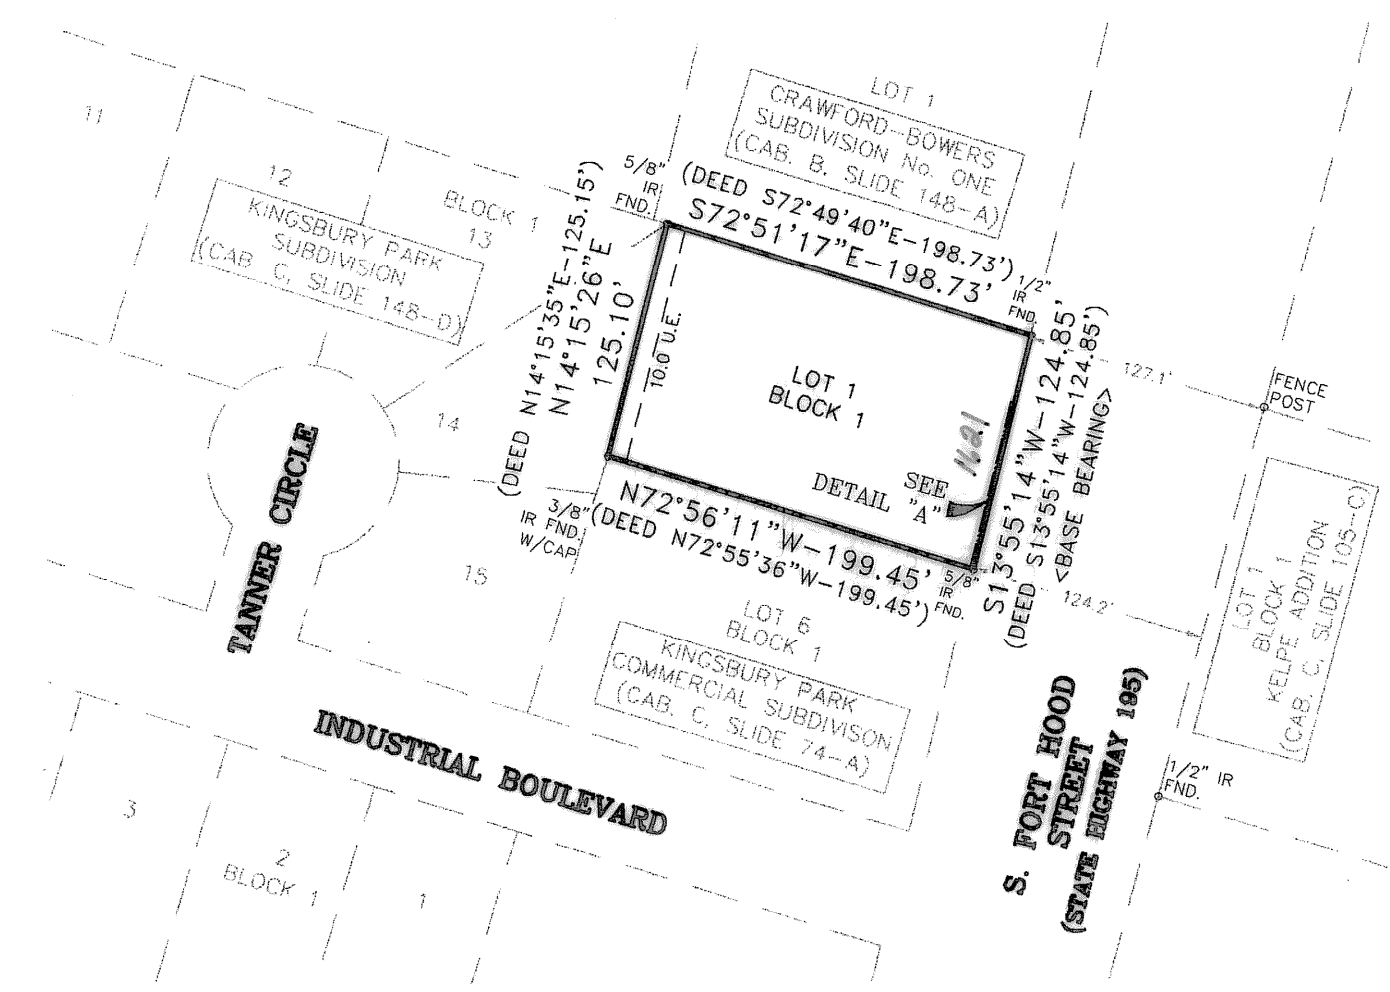 LOT 1
CRAWFORD-BOWERS
SUBDIVISION No. ONE
(CAB. B, SLIDE 148-A)
11
12
KINGSBURY PARK
SUBDIVISION
(CAB C, SLIDE 148-D)
BLOCK 1
13
5/8"
IR
FND.
(DEED S72°49'40"E-198.73')
S72°51'17"E-198.73'
1/2"
IR
FND.
(DEED N14°15'35"E-125.15')
N14°15'26"E
125.10'
10.0 U.E.
LOT 1
BLOCK 1
1621
SEE
DETAIL "A"
S13°55'14"W-124.85'
(DEED S13°55'14"W-124.85')
<BASE BEARING>
127.1'
FENCE
POST
14
TANNER CIRCLE
3/8"
IR FND.
W/CAP
N72°56'11"W-199.45'
(DEED N72°55'36"W-199.45')
5/8"
IR
FND.
124.2'
LOT 1
BLOCK 1
KELPE ADDITION
(CAB. C, SLIDE 105-C)
15
LOT 6
BLOCK 1
KINGSBURY PARK
COMMERCIAL SUBDIVISON
(CAB. C, SLIDE 74-A)
INDUSTRIAL BOULEVARD
S. FORT HOOD
STREET
(STATE HIGHWAY 195)
1/2" IR
FND.
3
2
BLOCK 1
1